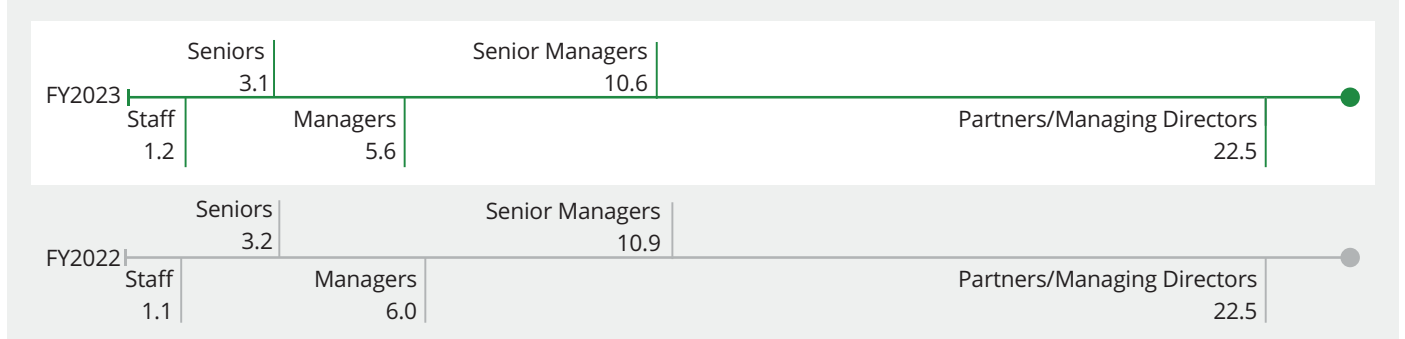 Seniors
3.1
Senior Managers
10.6
FY2023
Staff
1.2
Managers
5.6
Partners/Managing Directors
22.5
Seniors
3.2
Senior Managers
10.9
FY2022
Staff
1.1
Managers
6.0
Partners/Managing Directors
22.5